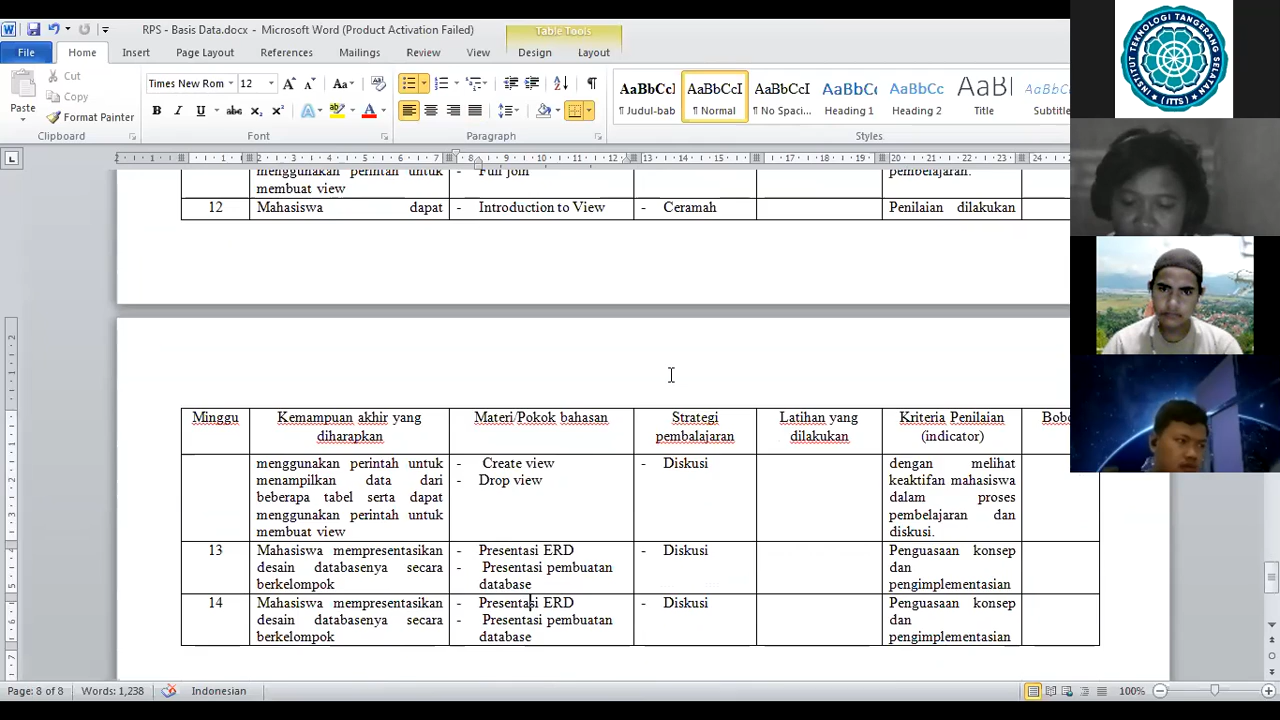 RPS - Basis Data.docx - Microsoft Word (Product Activation Failed)
Table Tools
File Home Insert Page Layout References Mailings Review View Design Layout
Cut
Copy
Format Painter
Paste
Clipboard
Times New Rom 12
Font
Paragraph
AaBbCcI AaBbCcI AaBbCcI AaBbCc AaBbCc AaBl AaBbCcI
¶ Judul-bab ¶ Normal ¶ No Spaci... Heading 1 Heading 2 Title Subtitle
Styles
INSTITUT TEKNOLOGI TANGERANG SELATAN
(ITTS)
menggunakan perintah untuk
membuat view
- Full join
pembelajaran.
12 Mahasiswa dapat - Introduction to View - Ceramah Penilaian dilakukan
Minggu Kemampuan akhir yang diharapkan Materi/Pokok bahasan Strategi pembalajaran Latihan yang dilakukan Kriteria Penilaian (indicator)
menggunakan perintah untuk
menampilkan data dari
beberapa tabel serta dapat
menggunakan perintah untuk
membuat view
- Create view
- Drop view
- Diskusi
dengan melihat
keaktifan mahasiswa
dalam proses
pembelajaran dan
diskusi.
13 Mahasiswa mempresentasikan
desain databasenya secara
berkelompok
- Presentasi ERD
- Presentasi pembuatan
database
- Diskusi
Penguasaan konsep
dan
pengimplementasian
14 Mahasiswa mempresentasikan
desain databasenya secara
berkelompok
- Presentasi ERD
- Presentasi pembuatan
database
- Diskusi
Penguasaan konsep
dan
pengimplementasian
Page: 8 of 8 Words: 1,238 Indonesian 100%